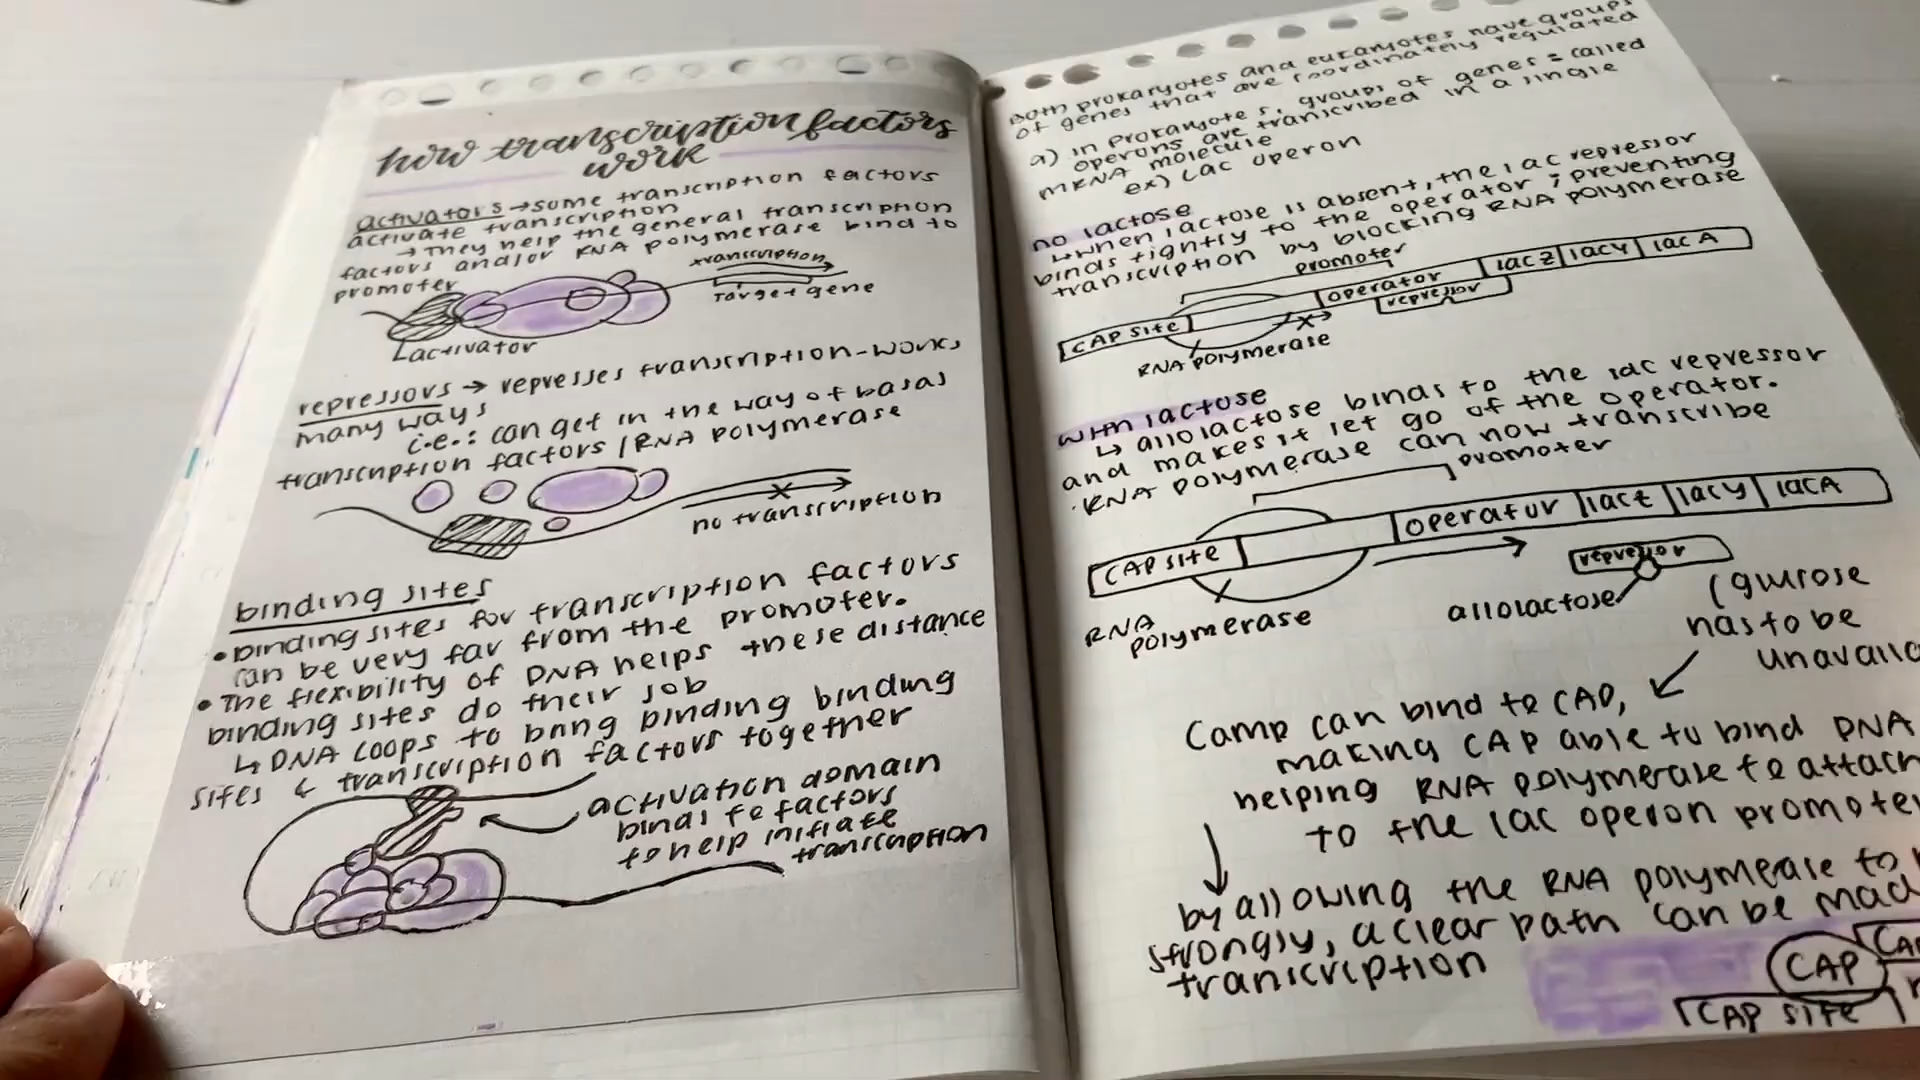 how transcription factors
work
activators → some transcription factors
activate transcription
→ They help the general transcription
factors and/or RNA polymerase bind to
promoter
transcription
Target gene
activator
repressors → represses transcription - works
many ways
i.e.: can get in the way of basal
transcription factors / RNA polymerase
no transcription
binding sites
• binding sites for transcription factors
can be very far from the promoter.
• The flexibility of DNA helps these distance
binding sites do their job
↳ DNA loops to bring binding binding
sites & transcription factors together
activation domain
binds to factors
to help initiate
transcription
Both prokaryotes and eukaryotes have groups
of genes that are coordinately regulated
a) in prokaryotes, groups of genes = called
operons are transcribed in a single
mRNA molecule
ex) Lac operon
no lactose
↳ when lactose is absent, the lac repressor
binds tightly to the operator; preventing
transcription by blocking RNA polymerase
promoter
CAP site
operator
lacZ
lacY
lacA
repressor
RNA polymerase
with lactose
↳ allolactose binds to the lac repressor
and makes it let go of the operator.
RNA polymerase can now transcribe
promoter
CAP site
operator
lacZ
lacY
lacA
repressor
RNA
polymerase
allolactose
(glucose
has to be
unavaila
Camp can bind to CAP,
making CAP able to bind DNA
helping RNA polymerase to attach
to the lac operon promoter
by allowing the RNA polymerase to
strongly, a clear path can be mad
transcription
CAP
CAP site